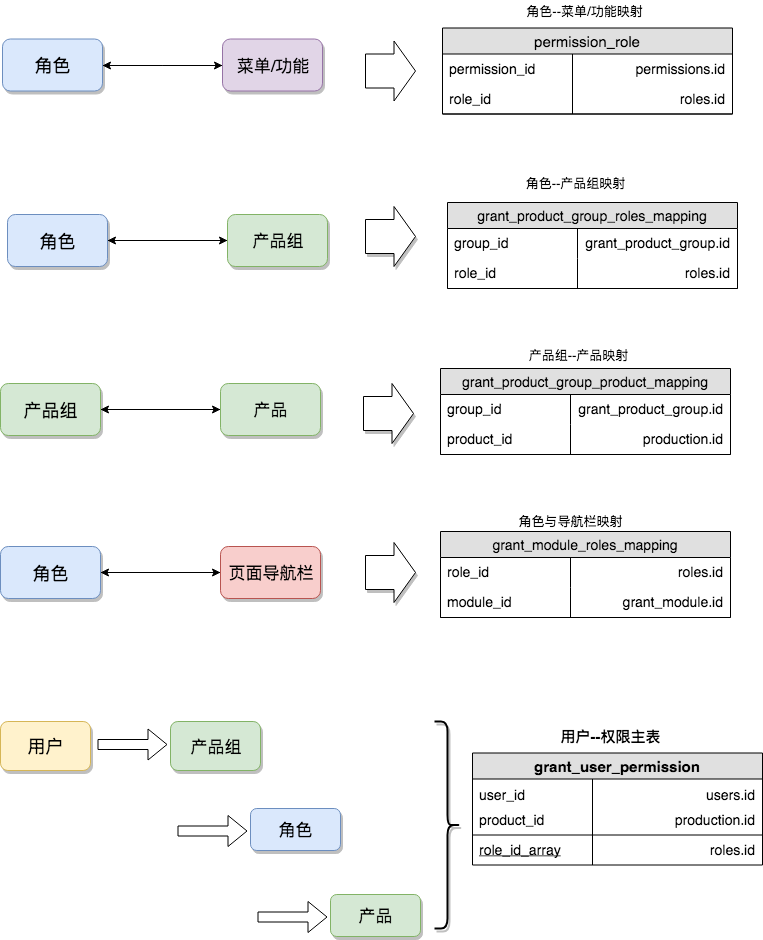 角色--菜单/功能映射
角色
菜单/功能
permission_role
permission_id permissions.id
role_id roles.id
角色--产品组映射
角色
产品组
grant_product_group_roles_mapping
group_id grant_product_group.id
role_id roles.id
产品组--产品映射
产品组
产品
grant_product_group_product_mapping
group_id grant_product_group.id
product_id production.id
角色与导航栏映射
角色
页面导航栏
grant_module_roles_mapping
role_id roles.id
module_id grant_module.id
用户
产品组
角色
产品
用户--权限主表
grant_user_permission
user_id users.id
product_id production.id
role_id_array roles.id